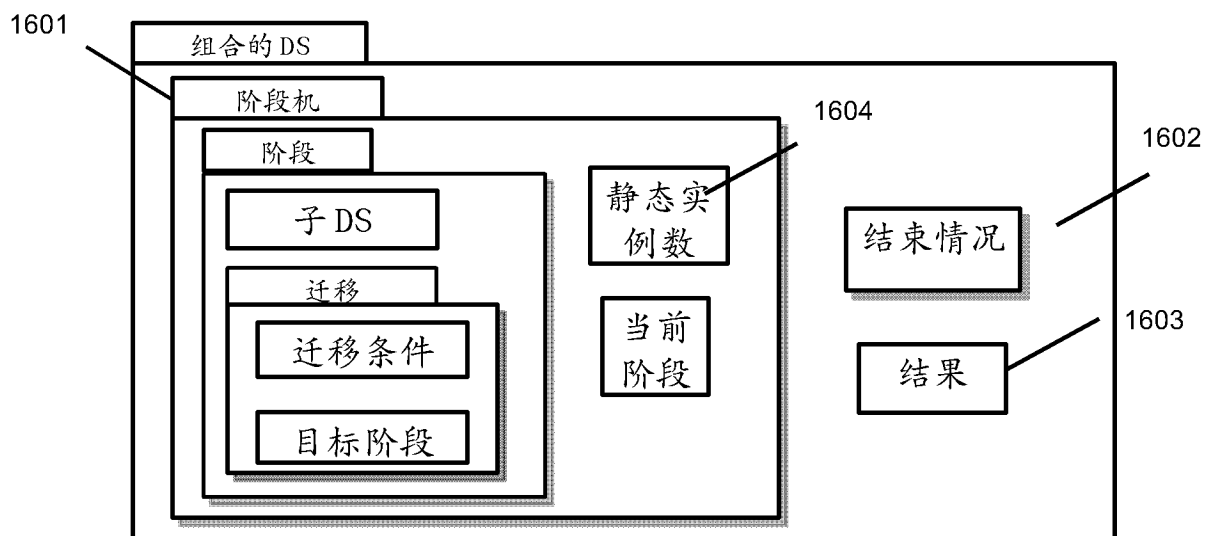 1601
组合的DS
阶段机
1604
阶段
1602
静态实
例数
子DS
结束情况
迁移
当前
阶段
1603
迁移条件
结果
目标阶段